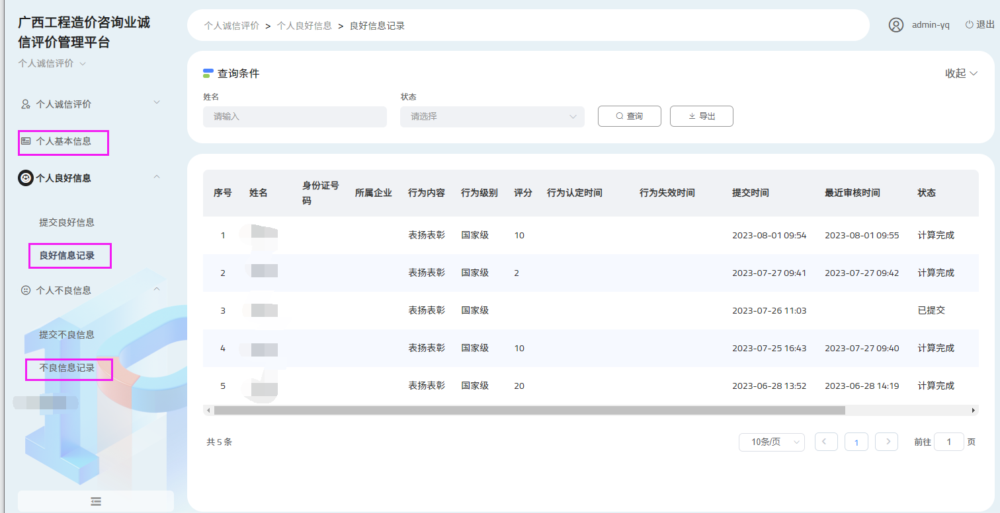 广西工程造价咨询业诚
信评价管理平台
个人诚信评价
个人诚信评价
个人基本信息
个人良好信息
提交良好信息
良好信息记录
个人不良信息
提交不良信息
不良信息记录
个人诚信评价 > 个人良好信息 > 良好信息记录
admin-yq 退出
查询条件 收起
姓名 状态
请输入 请选择 查询 导出
序号 姓名 身份证号码 所属企业 行为内容 行为级别 评分 行为认定时间 行为失效时间 提交时间 最近审核时间 状态
1 表扬表彰 国家级 10 2023-08-01 09:54 2023-08-01 09:55 计算完成
2 表扬表彰 国家级 2 2023-07-27 09:41 2023-07-27 09:42 计算完成
3 表扬表彰 国家级 2023-07-26 11:03 已提交
4 表扬表彰 国家级 10 2023-07-25 16:43 2023-07-27 09:40 计算完成
5 表扬表彰 国家级 20 2023-06-28 13:52 2023-06-28 14:19 计算完成
共 5 条 10条/页 < 1 > 前往 1 页